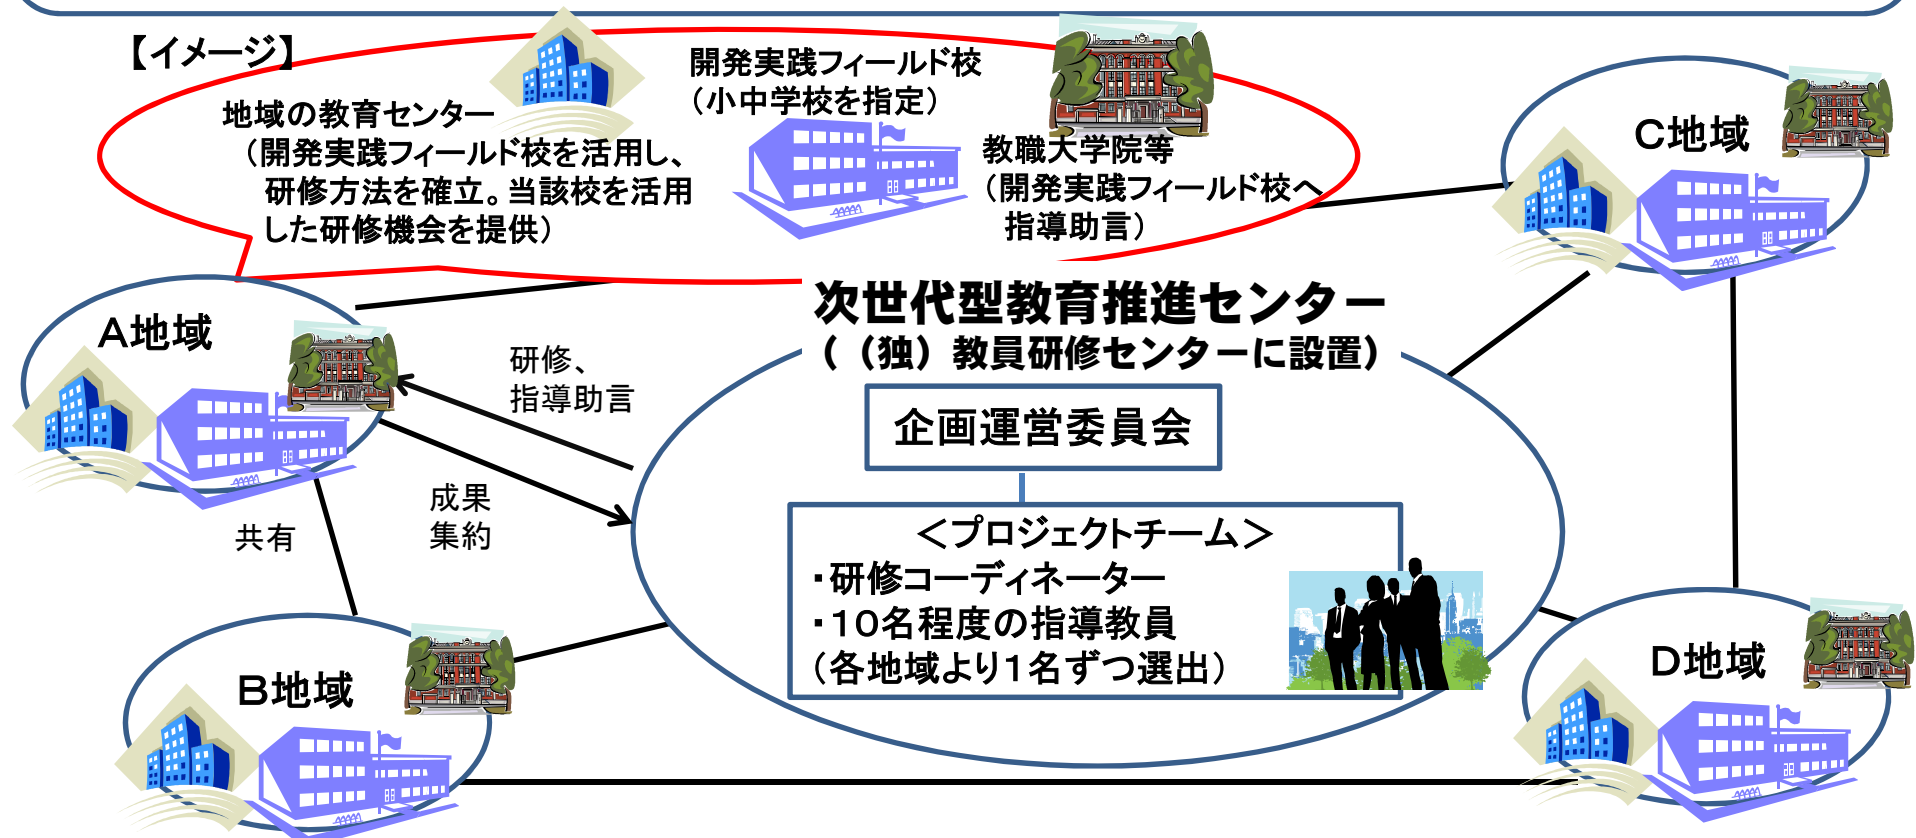 【イメージ】
地域の教育センター
（開発実践フィールド校を活用し、
研修方法を確立。当該校を活用
した研修機会を提供）
開発実践フィールド校
（小中学校を指定）
教職大学院等
（開発実践フィールド校へ
指導助言）
C地域
A地域
研修、
指導助言
成果
集約
共有
次世代型教育推進センター
（（独）教員研修センターに設置）
企画運営委員会
＜プロジェクトチーム＞
・研修コーディネーター
・１０名程度の指導教員
（各地域より１名ずつ選出）
B地域
D地域